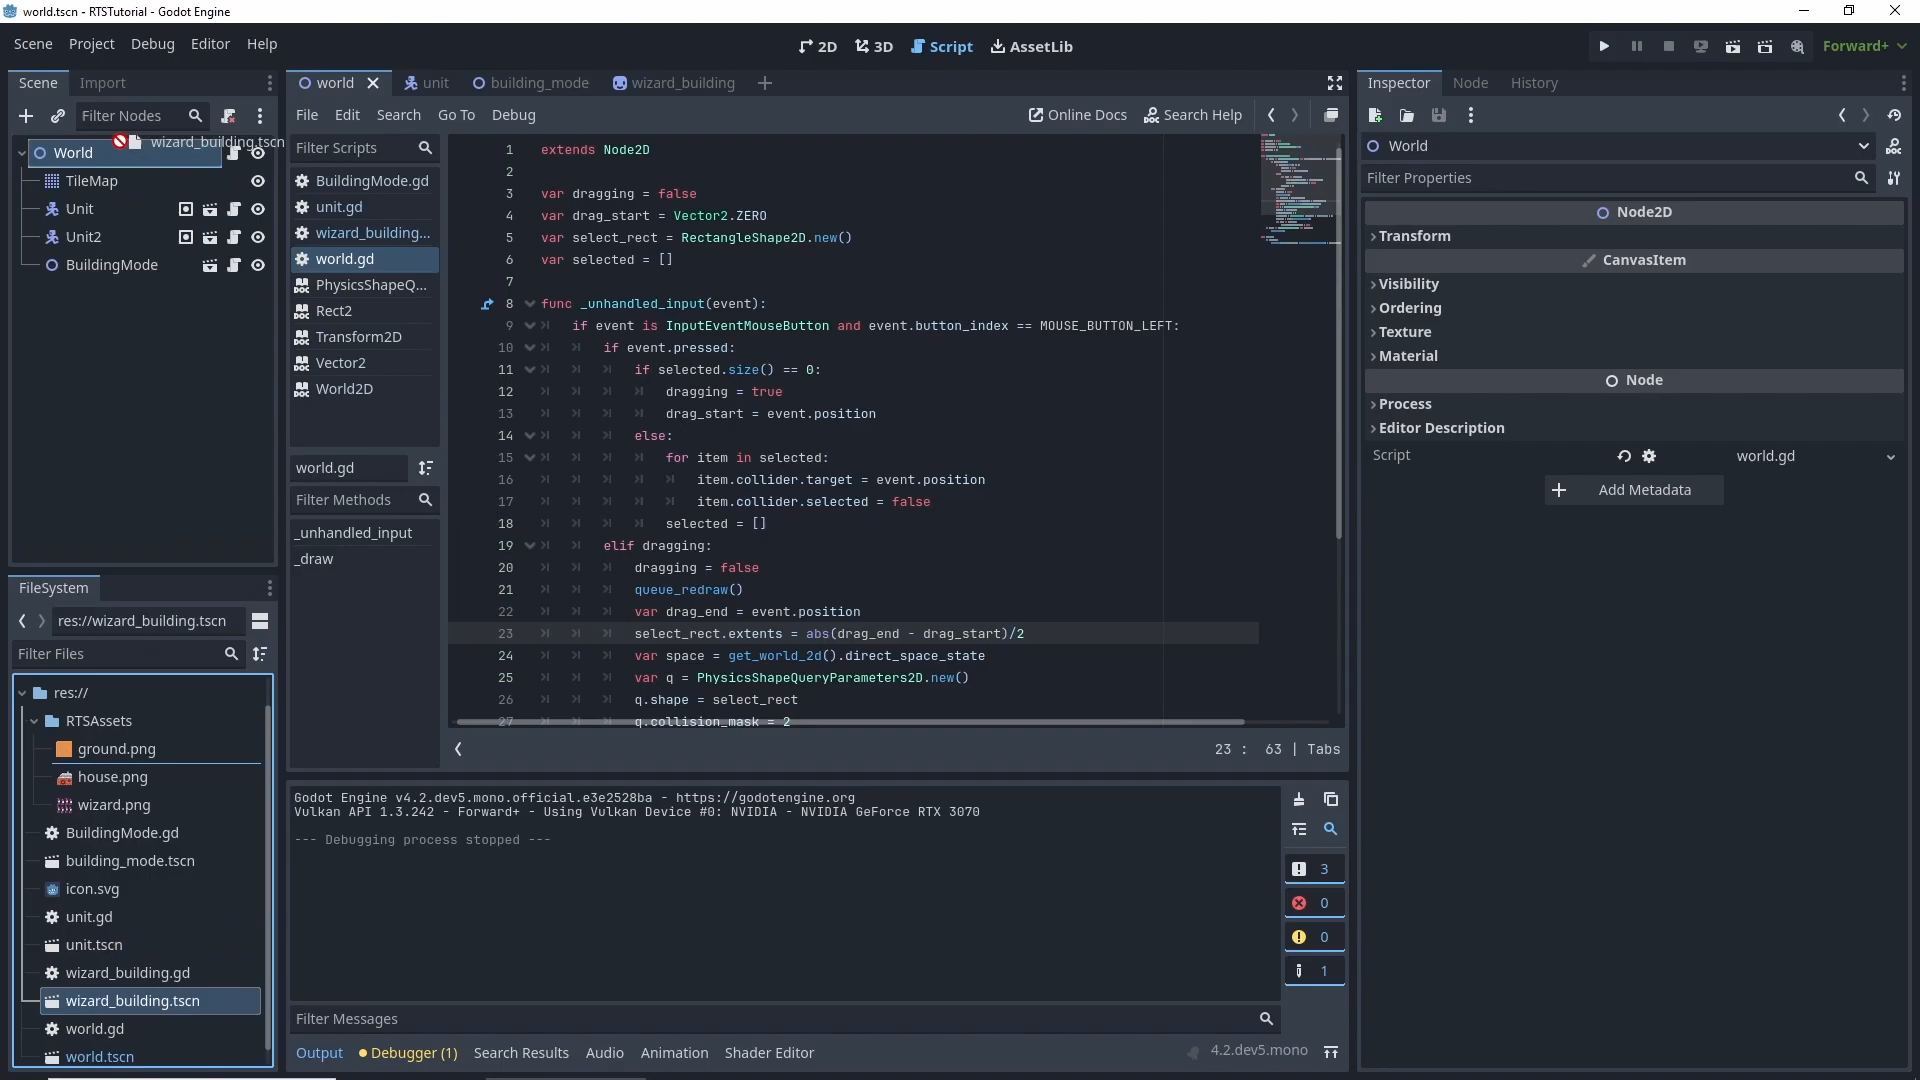 world.tscn - RTSTutorial - Godot Engine
Scene Project Debug Editor Help
2D 3D Script AssetLib
Forward+
Scene Import
Filter Nodes
World
wizard_building.tscn
TileMap
Unit
Unit2
BuildingMode
FileSystem
res://wizard_building.tscn
Filter Files
res://
RTSAssets
ground.png
house.png
wizard.png
BuildingMode.gd
building_mode.tscn
icon.svg
unit.gd
unit.tscn
wizard_building.gd
wizard_building.tscn
world.gd
world.tscn
world unit building_mode wizard_building
File Edit Search Go To Debug
Online Docs Search Help
Filter Scripts
BuildingMode.gd
unit.gd
wizard_building...
world.gd
PhysicsShapeQ...
Rect2
Transform2D
Vector2
World2D
world.gd
Filter Methods
_unhandled_input
_draw
1 extends Node2D
2
3 var dragging = false
4 var drag_start = Vector2.ZERO
5 var select_rect = RectangleShape2D.new()
6 var selected = []
7
8 func _unhandled_input(event):
9 if event is InputEventMouseButton and event.button_index == MOUSE_BUTTON_LEFT:
10 if event.pressed:
11 if selected.size() == 0:
12 dragging = true
13 drag_start = event.position
14 else:
15 for item in selected:
16 item.collider.target = event.position
17 item.collider.selected = false
18 selected = []
19 elif dragging:
20 dragging = false
21 queue_redraw()
22 var drag_end = event.position
23 select_rect.extents = abs(drag_end - drag_start)/2
24 var space = get_world_2d().direct_space_state
25 var q = PhysicsShapeQueryParameters2D.new()
26 q.shape = select_rect
27 q.collision_mask = 2
23 : 63 | Tabs
Godot Engine v4.2.dev5.mono.official.e3e2528ba - https://godotengine.org
Vulkan API 1.3.242 - Forward+ - Using Vulkan Device #0: NVIDIA - NVIDIA GeForce RTX 3070
--- Debugging process stopped ---
3
0
0
1
Filter Messages
Output Debugger (1) Search Results Audio Animation Shader Editor
4.2.dev5.mono
Inspector Node History
World
Filter Properties
Node2D
Transform
CanvasItem
Visibility
Ordering
Texture
Material
Node
Process
Editor Description
Script world.gd
Add Metadata